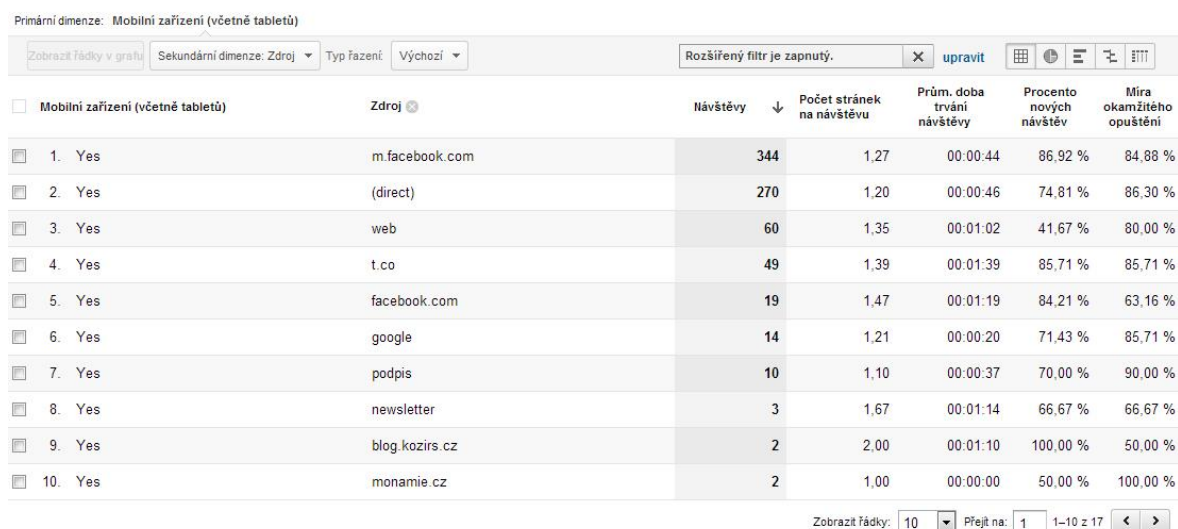 Primární dimenze: Mobilní zařízení (včetně tabletů)
Zobrazit řádky v grafu Sekundární dimenze: Zdroj Typ řazení: Výchozí Rozšířený filtr je zapnutý. upravit
Mobilní zařízení (včetně tabletů) Zdroj Návštěvy Počet stránek na návštěvu Prům. doba trvání návštěvy Procento nových návštěv Míra okamžitého opuštění
1. Yes m.facebook.com 344 1,27 00:00:44 86,92 % 84,88 %
2. Yes (direct) 270 1,20 00:00:46 74,81 % 86,30 %
3. Yes web 60 1,35 00:01:02 41,67 % 80,00 %
4. Yes t.co 49 1,39 00:01:39 85,71 % 85,71 %
5. Yes facebook.com 19 1,47 00:01:19 84,21 % 63,16 %
6. Yes google 14 1,21 00:00:20 71,43 % 85,71 %
7. Yes podpis 10 1,10 00:00:37 70,00 % 90,00 %
8. Yes newsletter 3 1,67 00:01:14 66,67 % 66,67 %
9. Yes blog.kozirs.cz 2 2,00 00:01:10 100,00 % 50,00 %
10. Yes monamie.cz 2 1,00 00:00:00 50,00 % 100,00 %
Zobrazit řádky: 10 Přejít na: 1 1–10 z 17